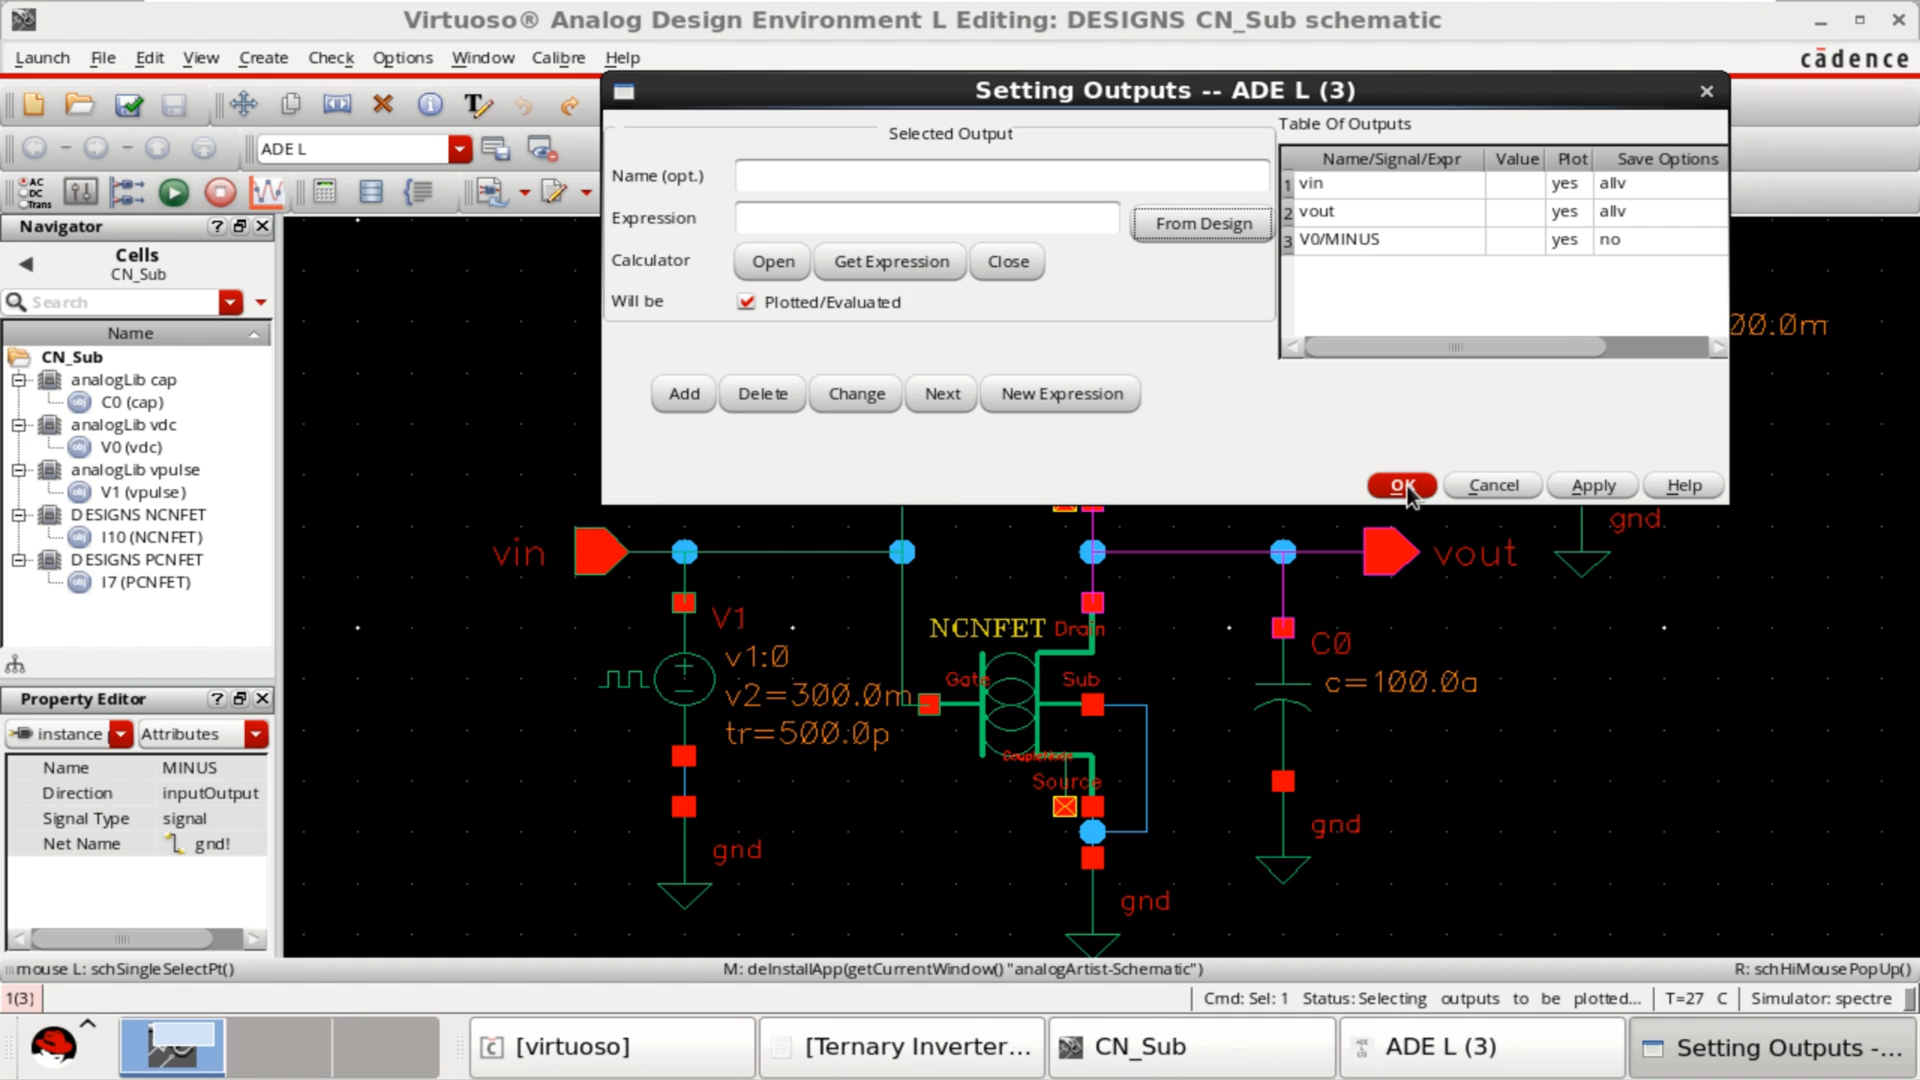 Virtuoso® Analog Design Environment L Editing: DESIGNS CN_Sub schematic
Launch File Edit View Create Check Options Window Calibre Help
cādence
Setting Outputs -- ADE L (3)
Selected Output
Name (opt.)
Expression
From Design
Calculator
Open
Get Expression
Close
Will be
Plotted/Evaluated
Add
Delete
Change
Next
New Expression
Table Of Outputs
Name/Signal/Expr Value Plot Save Options
1 vin yes allv
2 vout yes allv
3 V0/MINUS yes no
OK
Cancel
Apply
Help
ADE L
AC
DC
Trans
T
Navigator
Cells
CN_Sub
Search
Name
CN_Sub
analogLib cap
C0 (cap)
analogLib vdc
V0 (vdc)
analogLib vpulse
V1 (vpulse)
DESIGNS NCNFET
I10 (NCNFET)
DESIGNS PCNFET
I7 (PCNFET)
Property Editor
instance
Attributes
Name MINUS
Direction inputOutput
Signal Type signal
Net Name gnd!
00.0m
gnd
vin
vout
V1
v1:0
v2=300.0m
tr=500.0p
gnd
NCNFET
Drain
Gate
Sub
CoupleNode
Source
gnd
C0
c=100.0a
gnd
mouse L: schSingleSelectPt()
M: deInstallApp(getCurrentWindow() "analogArtist-Schematic")
R: schHiMousePopUp()
1(3)
Cmd: Sel: 1 Status: Selecting outputs to be plotted... T=27 C Simulator: spectre
[virtuoso]
[Ternary Inverter...
CN_Sub
ADE L (3)
Setting Outputs -...